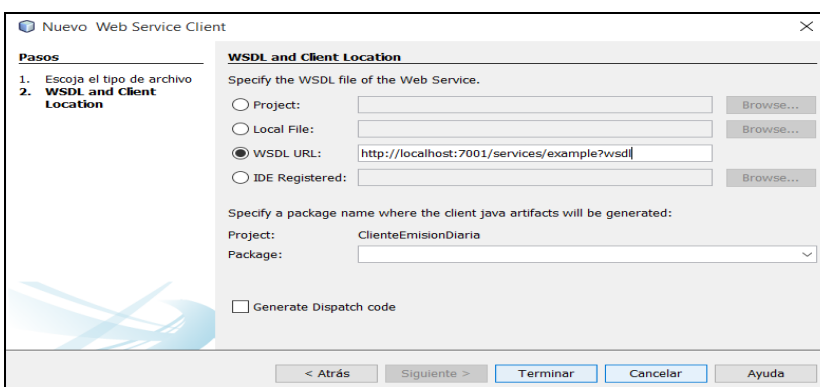 Nuevo Web Service Client
Pasos
1. Escoja el tipo de archivo
2. WSDL and Client
Location
WSDL and Client Location
Specify the WSDL file of the Web Service.
Project:
Browse...
Local File:
Browse...
WSDL URL:
http://localhost:7001/services/example?wsdl
IDE Registered:
Browse...
Specify a package name where the client java artifacts will be generated:
Project:
ClienteEmisionDiaria
Package:
Generate Dispatch code
< Atrás
Siguiente >
Terminar
Cancelar
Ayuda